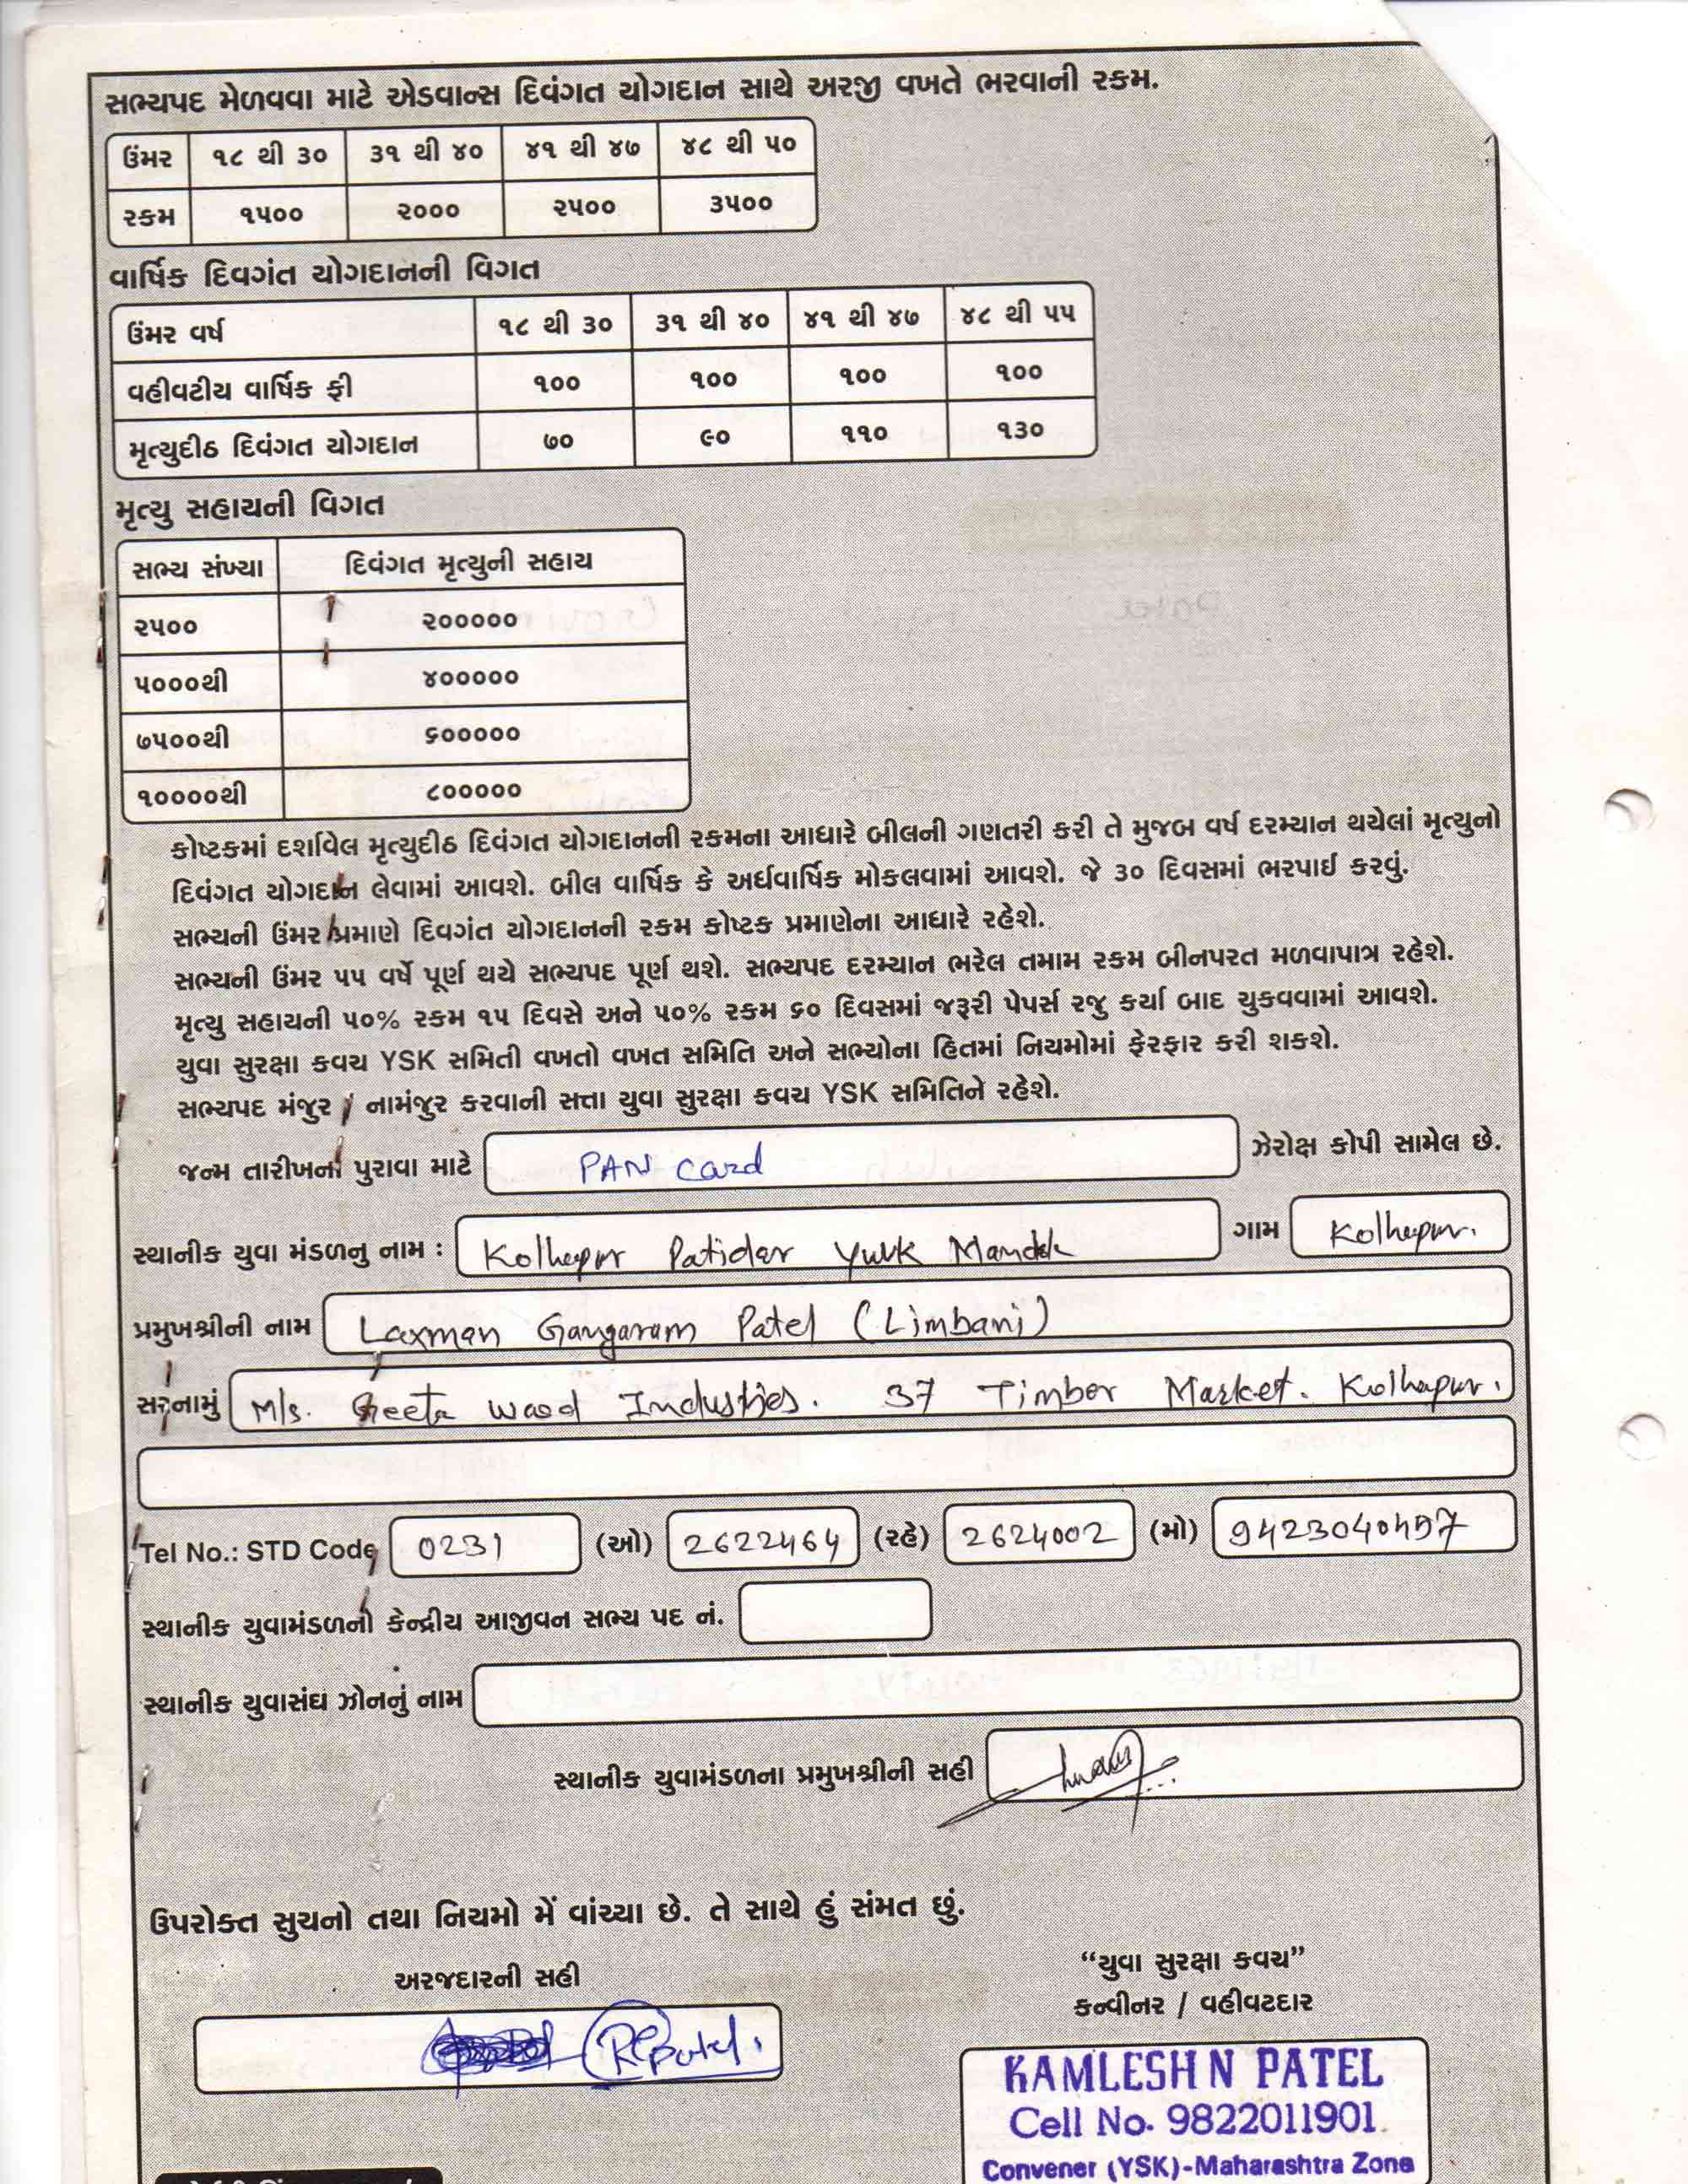 સભ્યપદ મેળવવા માટે એડવાન્સ દિવંગત યોગદાન સાથે અરજી વખતે ભરવાની રકમ.
ઉંમર ૧૮ થી ૩૦ ૩૧ થી ૪૦ ૪૧ થી ૪૭ ૪૮ થી ૫૦
રકમ ૧૫૦૦ ૨૦૦૦ ૨૫૦૦ ૩૫૦૦
વાર્ષિક દિવગંત યોગદાનની વિગત
ઉંમર વર્ષ ૧૮ થી ૩૦ ૩૧ થી ૪૦ ૪૧ થી ૪૭ ૪૮ થી ૫૫
વહીવટીય વાર્ષિક ફી ૧૦૦ ૧૦૦ ૧૦૦ ૧૦૦
મૃત્યુદીઠ દિવંગત યોગદાન ૭૦ ૯૦ ૧૧૦ ૧૩૦
મૃત્યુ સહાયની વિગત
સભ્ય સંખ્યા દિવંગત મૃત્યુની સહાય
૨૫૦૦ ૨૦૦૦૦૦
૫૦૦૦થી ૪૦૦૦૦૦
૭૫૦૦થી ૬૦૦૦૦૦
૧૦૦૦૦થી ૮૦૦૦૦૦
કોષ્ટકમાં દર્શાવેલ મૃત્યુદીઠ દિવંગત યોગદાનની રકમના આધારે બીલની ગણતરી કરી તે મુજબ વર્ષ દરમ્યાન થયેલાં મૃત્યુનો
દિવંગત યોગદાન લેવામાં આવશે. બીલ વાર્ષિક કે અર્ધવાર્ષિક મોકલવામાં આવશે. જે ૩૦ દિવસમાં ભરપાઈ કરવું.
સભ્યની ઉંમર પ્રમાણે દિવગંત યોગદાનની રકમ કોષ્ટક પ્રમાણેના આધારે રહેશે.
સભ્યની ઉંમર ૫૫ વર્ષે પૂર્ણ થયે સભ્યપદ પૂર્ણ થશે. સભ્યપદ દરમ્યાન ભરેલ તમામ રકમ બીનપરત મળવાપાત્ર રહેશે.
મૃત્યુ સહાયની ૫૦% રકમ ૧૫ દિવસે અને ૫૦% રકમ ૬૦ દિવસમાં જરૂરી પેપર્સ રજુ કર્યા બાદ ચુકવવામાં આવશે.
યુવા સુરક્ષા કવચ YSK સમિતી વખતો વખત સમિતિ અને સભ્યોના હિતમાં નિયમોમાં ફેરફાર કરી શકશે.
સભ્યપદ મંજુર / નામંજુર કરવાની સત્તા યુવા સુરક્ષા કવચ YSK સમિતિને રહેશે.
જન્મ તારીખનાં પુરાવા માટે PAN Card ઝેરોક્ષ કોપી સામેલ છે.
સ્થાનીક યુવા મંડળનુ નામ : Kolhapur Patidar Yuvk Mandal ગામ Kolhapur.
પ્રમુખશ્રીની નામ Laxman Gangaram Patel (Limbani)
સરનામું M/s. Geeta Wood Industries. 37 Timber Market. Kolhapur.
Tel No.: STD Code 0231 (ઓ) 2622464 (રહે) 2624002 (મો) 9423040497
સ્થાનીક યુવામંડળનો કેન્દ્રીય આજીવન સભ્ય પદ નં.
સ્થાનીક યુવાસંઘ ઝોનનું નામ
સ્થાનીક યુવામંડળના પ્રમુખશ્રીની સહી
ઉપરોક્ત સુચનો તથા નિયમો મેં વાંચ્યા છે. તે સાથે હું સંમત છું.
અરજદારની સહી
"યુવા સુરક્ષા કવચ"
કન્વીનર / વહીવટદાર
RPatel.
KAMLESH N PATEL
Cell No. 9822011901
Convener (YSK)-Maharashtra Zone